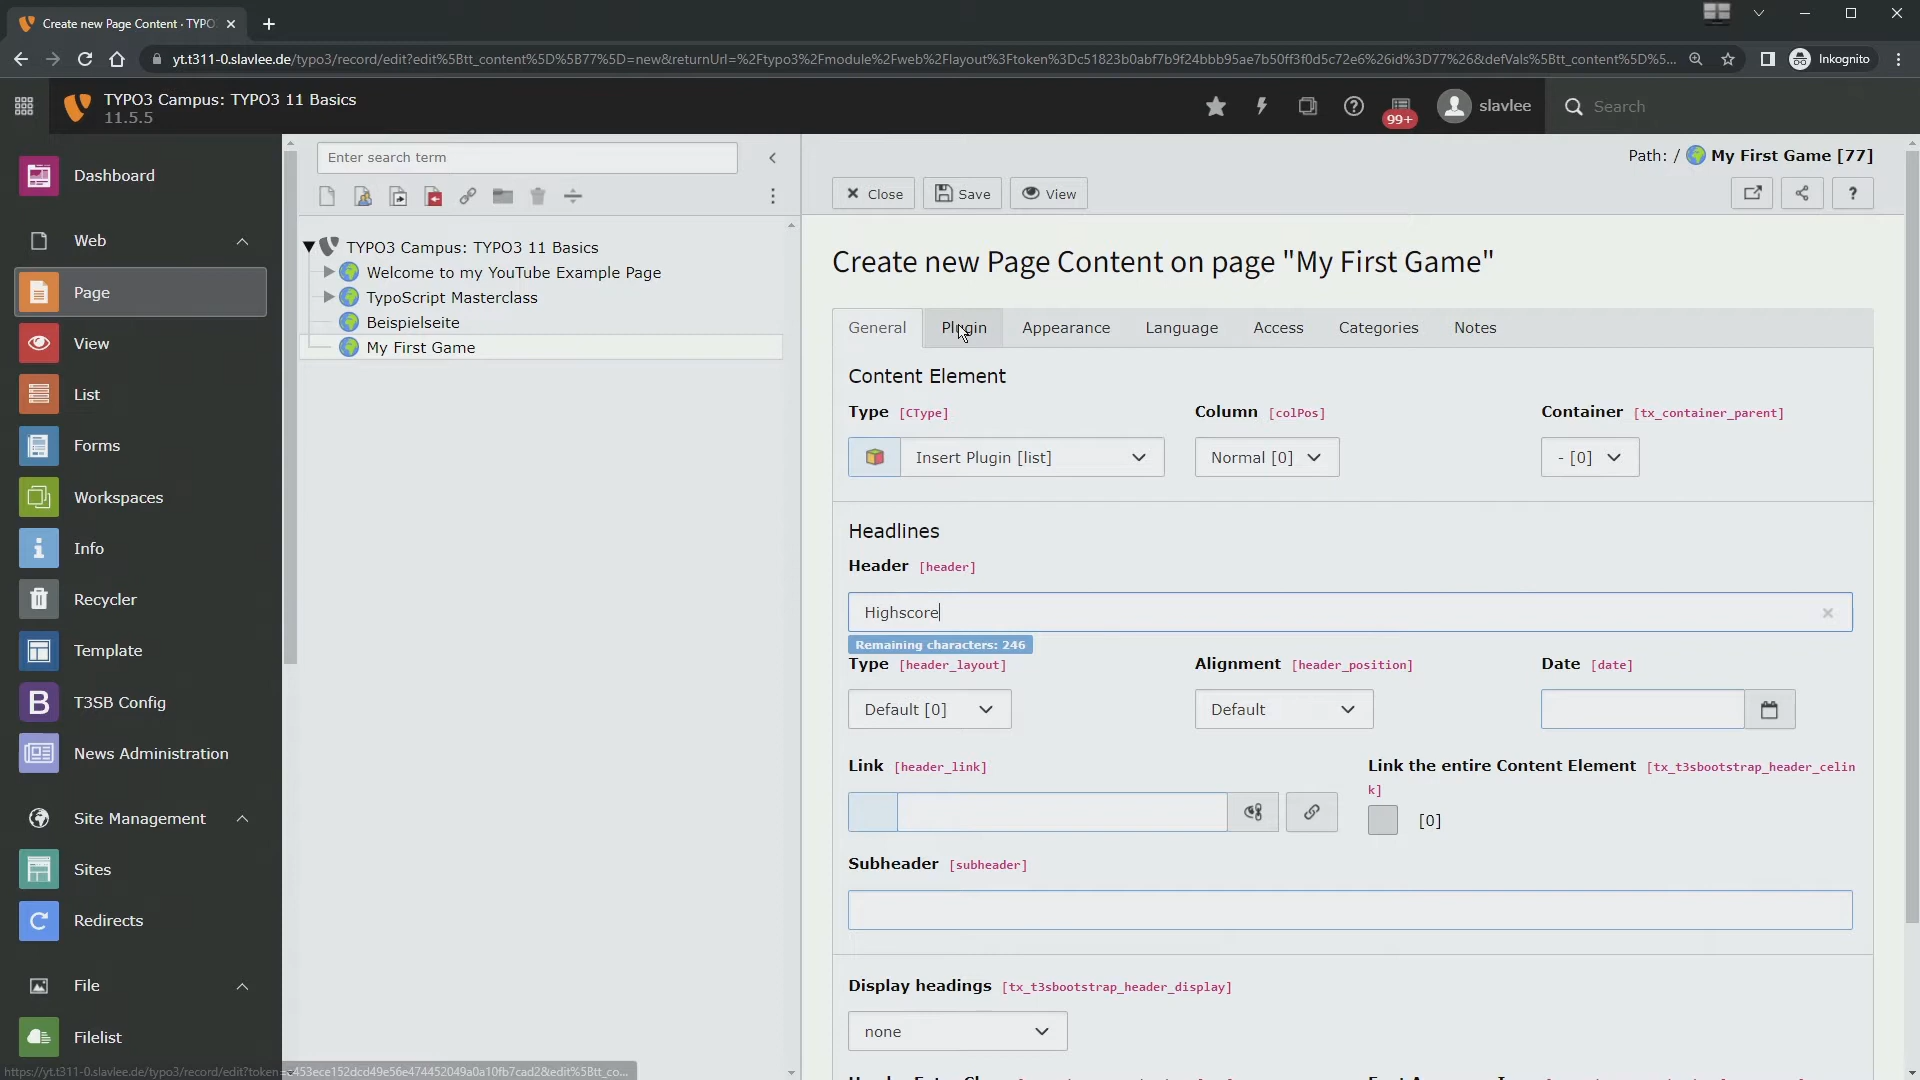 Create new Page Content · TYPO
yt.t311-0.slavlee.de/typo3/record/edit?edit%5Btt_content%5D%5B77%5D=new&returnUrl=%2Ftypo3%2Fmodule%2Fweb%2Flayout%3Ftoken%3Dc51823b0abf7b9f24bbb95ae7b50ff3f0d5c72e6%26id%3D77%26&defVals%5Btt_content%5D%5...
Inkognito
TYPO3 Campus: TYPO3 11 Basics
11.5.5
99+
slavlee
Search
Dashboard
Web
Page
View
List
Forms
Workspaces
Info
Recycler
Template
T3SB Config
News Administration
Site Management
Sites
Redirects
File
Filelist
Enter search term
TYPO3 Campus: TYPO3 11 Basics
Welcome to my YouTube Example Page
TypoScript Masterclass
Beispielseite
My First Game
Path: / My First Game [77]
Close Save View
Create new Page Content on page "My First Game"
General Plugin Appearance Language Access Categories Notes
Content Element
Type [CType] Column [colPos] Container [tx_container_parent]
Insert Plugin [list] Normal [0] - [0]
Headlines
Header [header]
Highscore
Remaining characters: 246
Type [header_layout] Alignment [header_position] Date [date]
Default [0] Default
Link [header_link] Link the entire Content Element [tx_t3sbootstrap_header_celin
k]
[0]
Subheader [subheader]
Display headings [tx_t3sbootstrap_header_display]
none